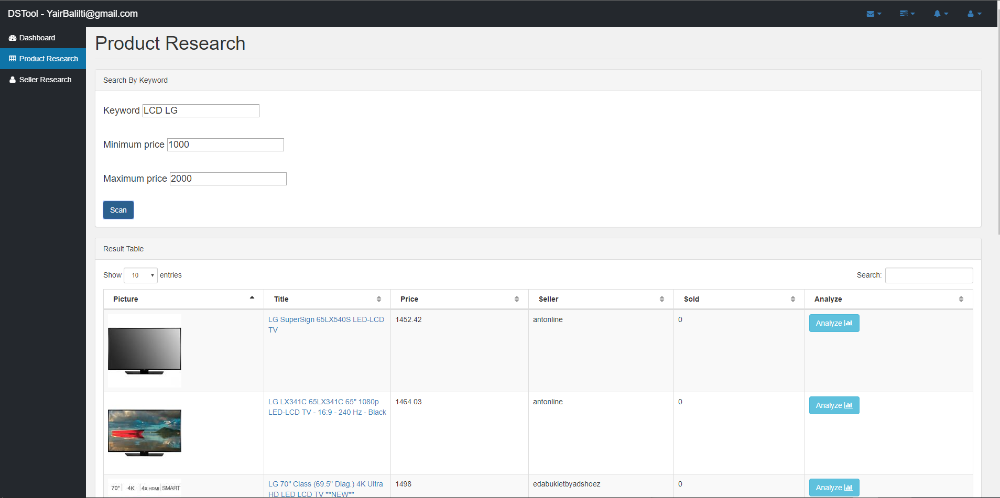 DSTool - YairBalilti@gmail.com
Dashboard
Product Research
Seller Research
Product Research
Search By Keyword
Keyword LCD LG
Minimum price 1000
Maximum price 2000
Scan
Result Table
Show 10 entries
Search:
Picture Title Price Seller Sold Analyze
LG SuperSign 65LX540S LED-LCD 1452.42 antonline 0 Analyze
TV
LG LX341C 65LX341C 65" 1080p 1464.03 antonline 0 Analyze
LED-LCD TV - 16:9 - 240 Hz - Black
70" 4K 4x HDMI SMART
LG 70" Class (69.5" Diag.) 4K Ultra 1498 edabukletbyadshoez 0 Analyze
HD LED LCD TV **NEW**